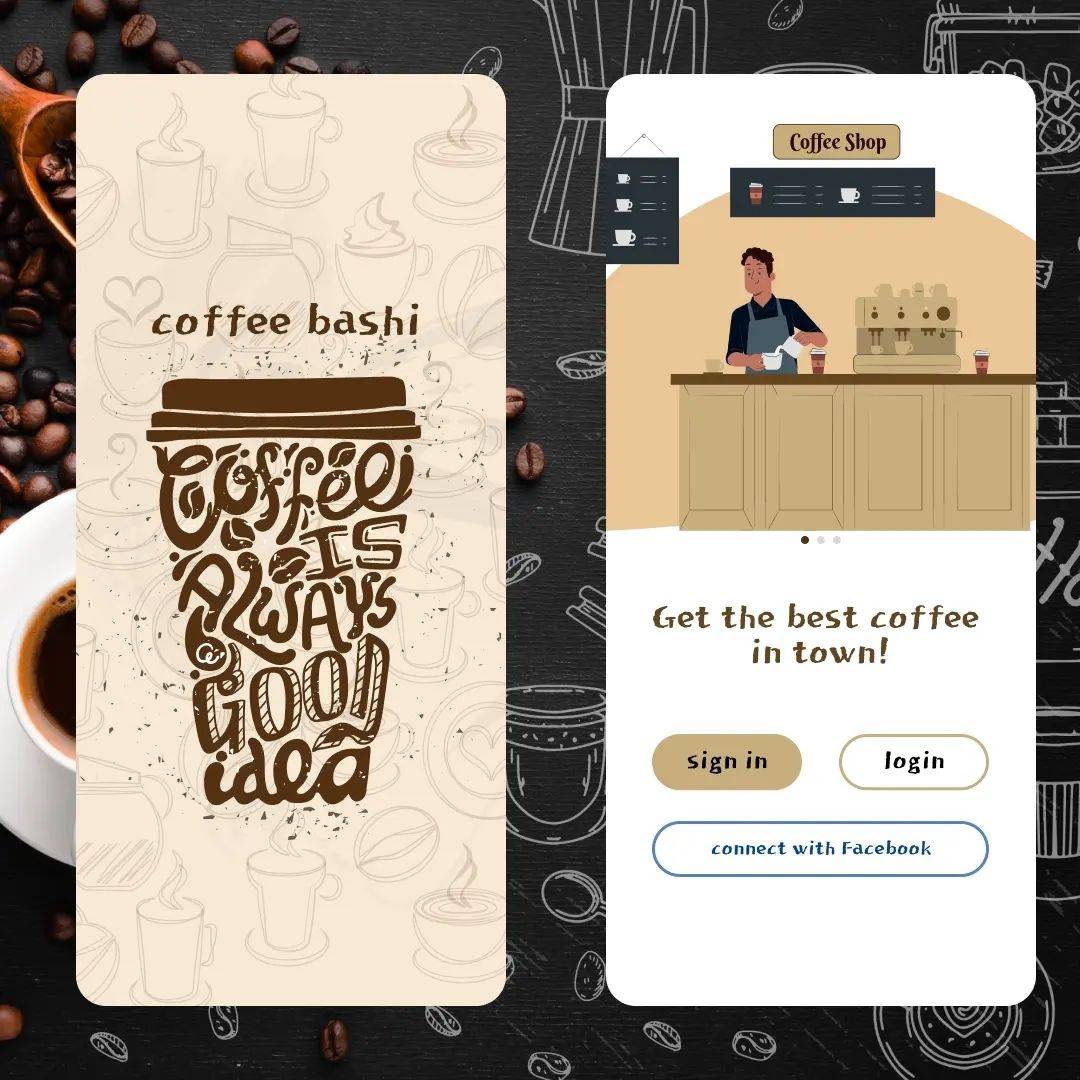 coffee bashi
Coffee
IS
ALWAYS
a
GOOD
idea
Coffee Shop
Get the best coffee
in town!
sign in
login
connect with Facebook